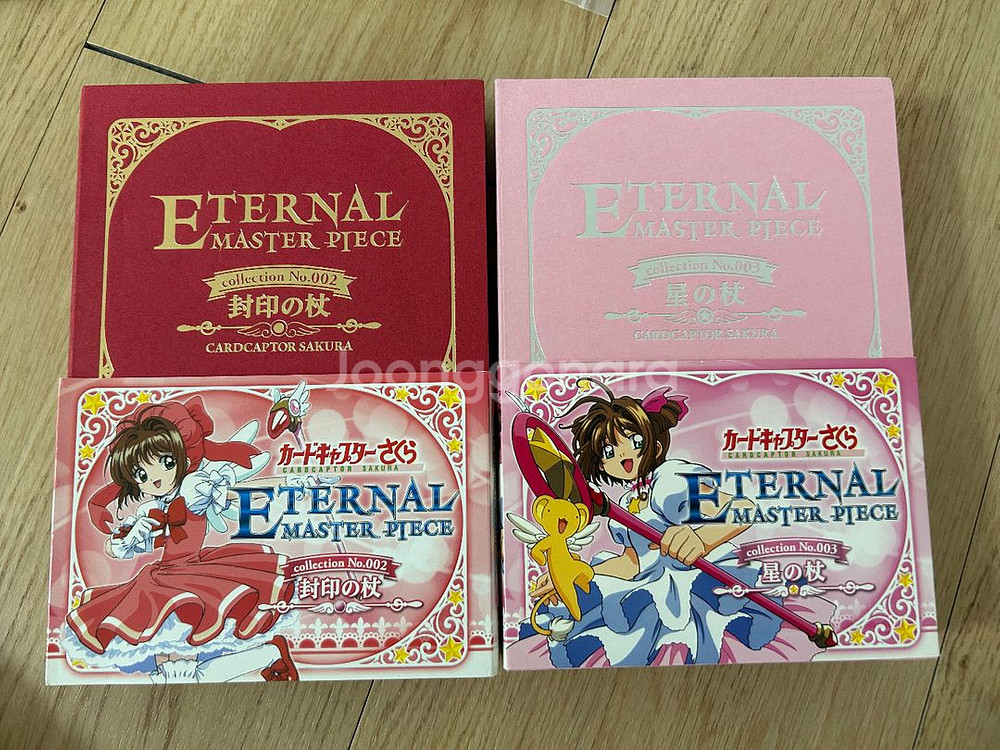 ETERNAL
MASTER PIECE
collection No.002
封印の杖
CARDCAPTOR SAKURA
ETERNAL
MASTER PIECE
collection No.003
星の杖
CARDCAPTOR SAKURA
Joonggonara
カードキャプターさくら
CARDCAPTOR SAKURA
ETERNAL
MASTER PIECE
collection No.002
封印の杖
カードキャプターさくら
CARDCAPTOR SAKURA
ETERNAL
MASTER PIECE
collection No.003
星の杖